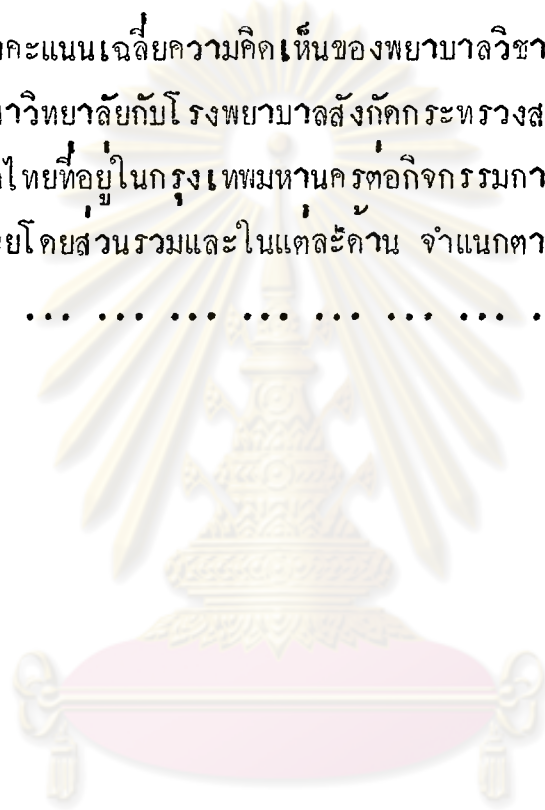 คะแนนเฉลี่ยความคิดเห็นของพยาบาลวิชา
าวิทยาลัยกับโรงพยาบาลสังกัดกระทรวงส
ไทยที่อยู่ในกรุงเทพมหานครต่อกิจกรรมกา
ยโดยส่วนรวมและในแต่ละด้าน จำแนกตา
... ... ... ... ... ... ... .